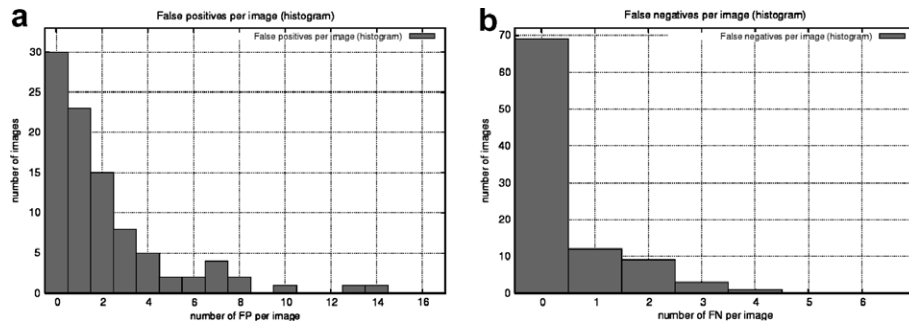 a
False positives per image (histogram)
False positives per image (histogram)
number of images
30
25
20
15
10
5
0
0 2 4 6 8 10 12 14 16
number of FP per image
b
False negatives per image (histogram)
False negatives per image (histogram)
number of images
70
60
50
40
30
20
10
0
0 1 2 3 4 5 6
number of FN per image